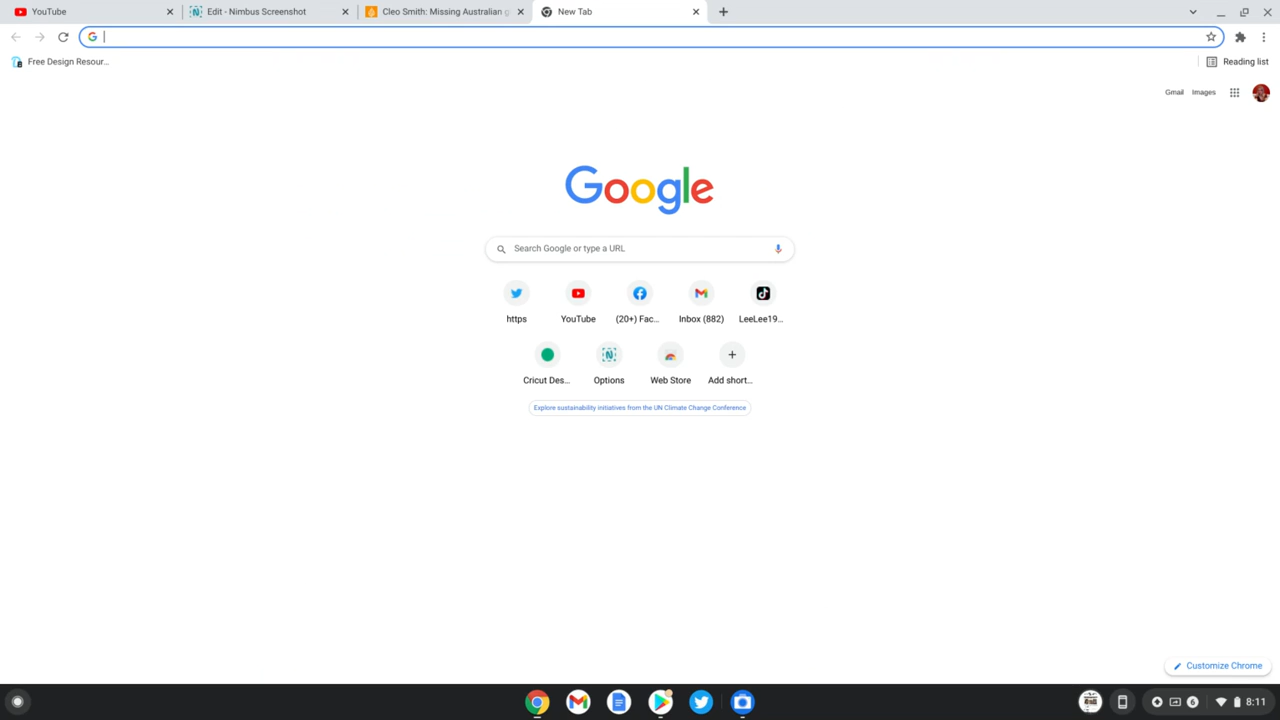 YouTube
Edit - Nimbus Screenshot
Cleo Smith: Missing Australian g
New Tab
Free Design Resour...
Reading list
Gmail
Images
Google
Search Google or type a URL
https
YouTube
(20+) Fac...
Inbox (882)
LeeLee19...
Cricut Des...
Options
Web Store
Add short...
Explore sustainability initiatives from the UN Climate Change Conference
Customize Chrome
6
8:11